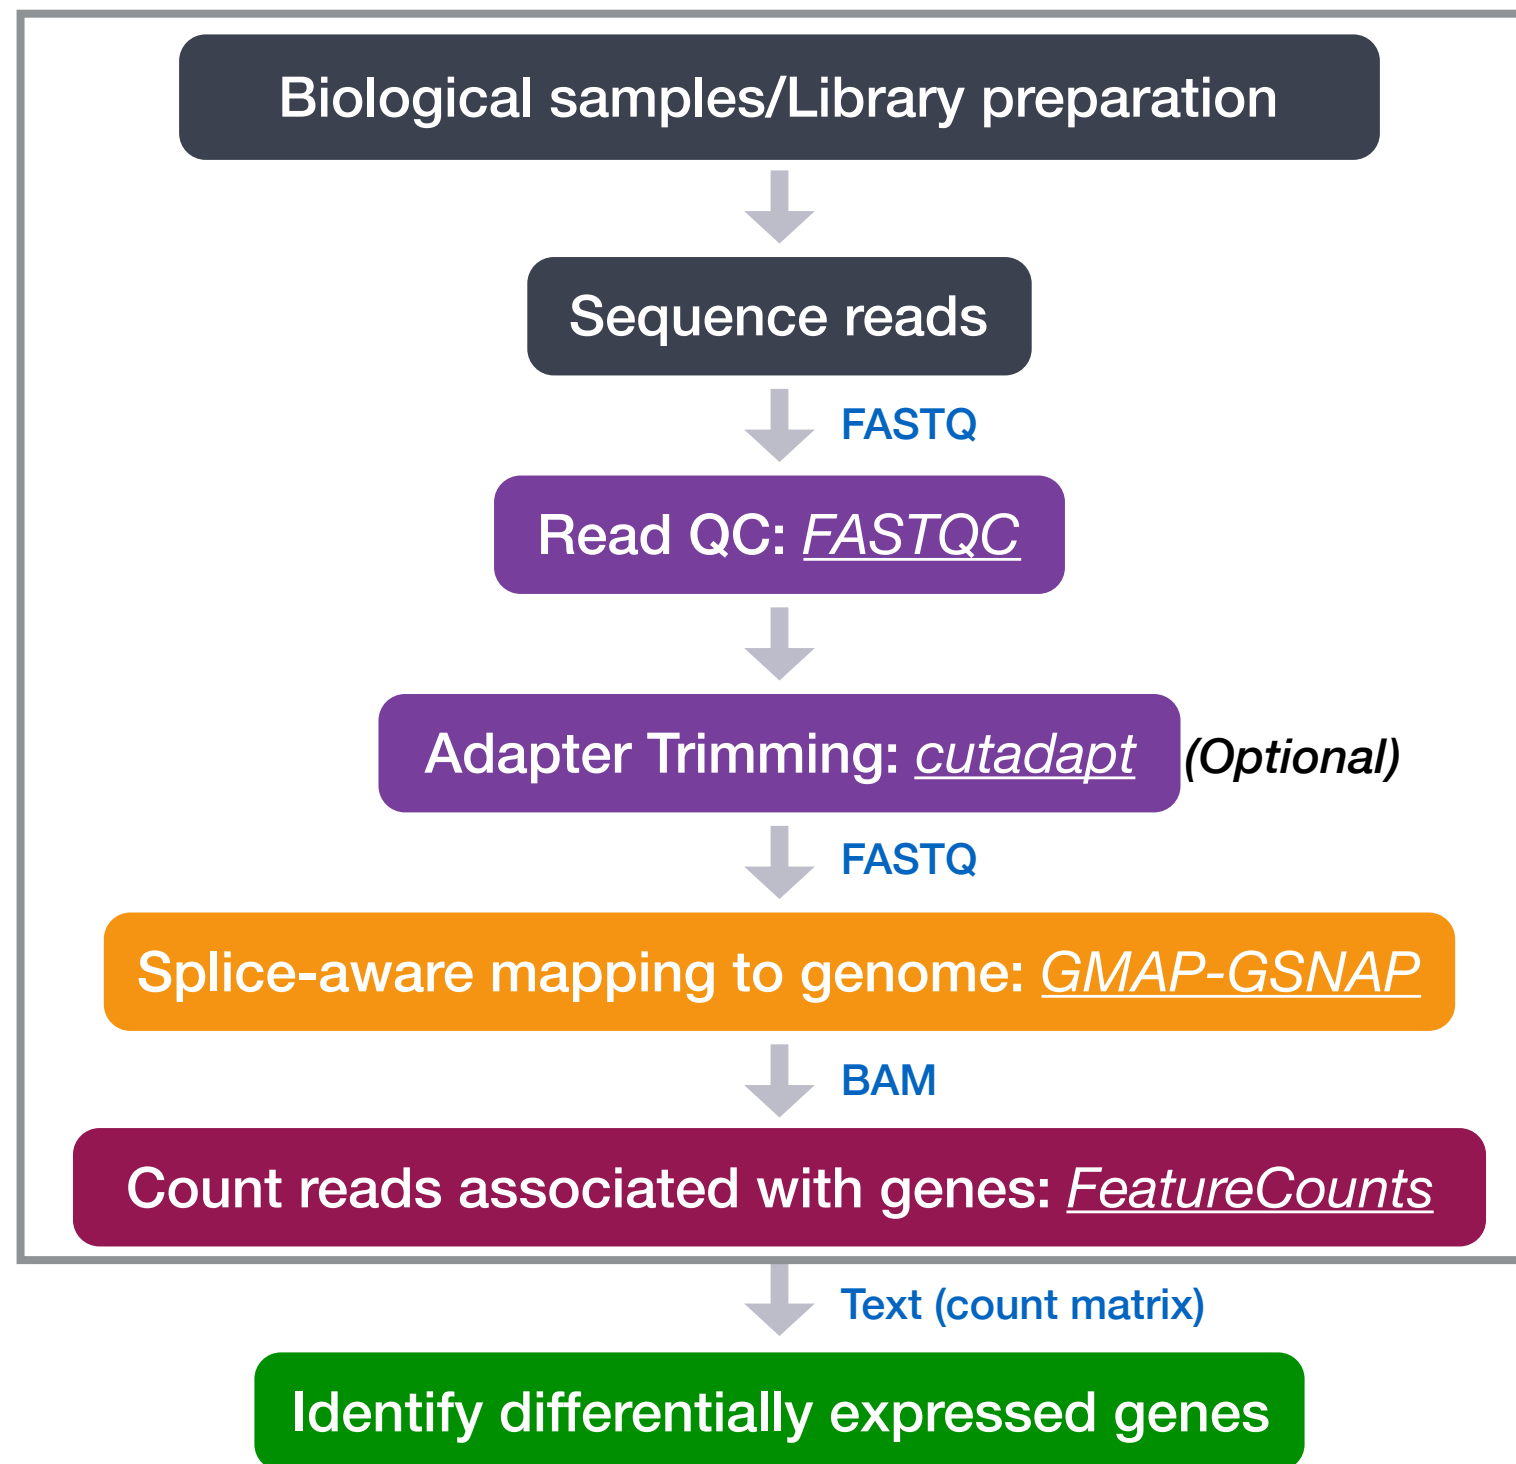 Biological samples/Library preparation
Sequence reads
FASTQ
Read QC: FASTQC
Adapter Trimming: cutadapt (Optional)
FASTQ
Splice-aware mapping to genome: GMAP-GSNAP
BAM
Count reads associated with genes: FeatureCounts
Text (count matrix)
Identify differentially expressed genes